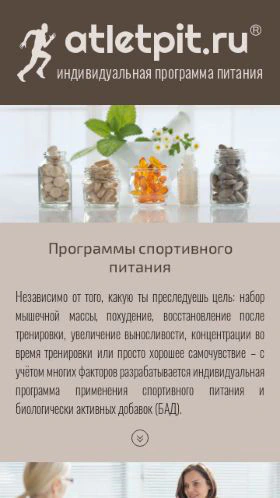 atletpit.ru®
индивидуальная программа питания
Программы спортивного
питания
Независимо от того, какую ты преследуешь цель: набор
мышечной массы, похудение, восстановление после
тренировки, увеличение выносливости, концентрации во
время тренировки или просто хорошее самочувствие – с
учётом многих факторов разрабатывается индивидуальная
программа применения спортивного питания и
биологически активных добавок (БАД).